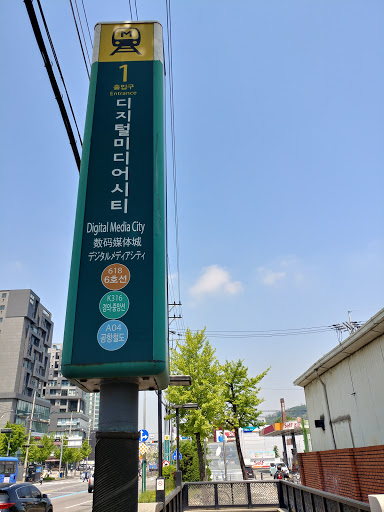 M
1
출입구
Entrance
디지털미디어시티
Digital Media City
数码媒体城
デジタルメディアシティ
618
6호선
K316
경의·중앙선
A04
공항철도